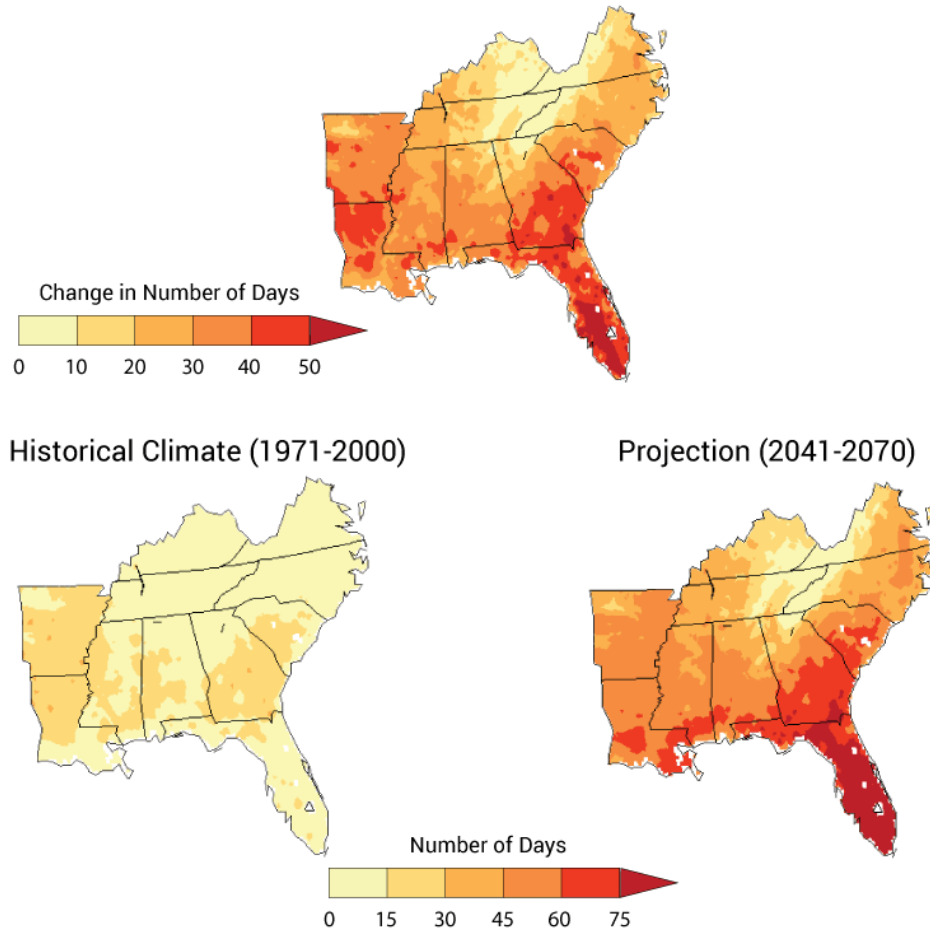 Change in Number of Days
0 10 20 30 40 50
Historical Climate (1971-2000)
Projection (2041-2070)
Number of Days
0 15 30 45 60 75